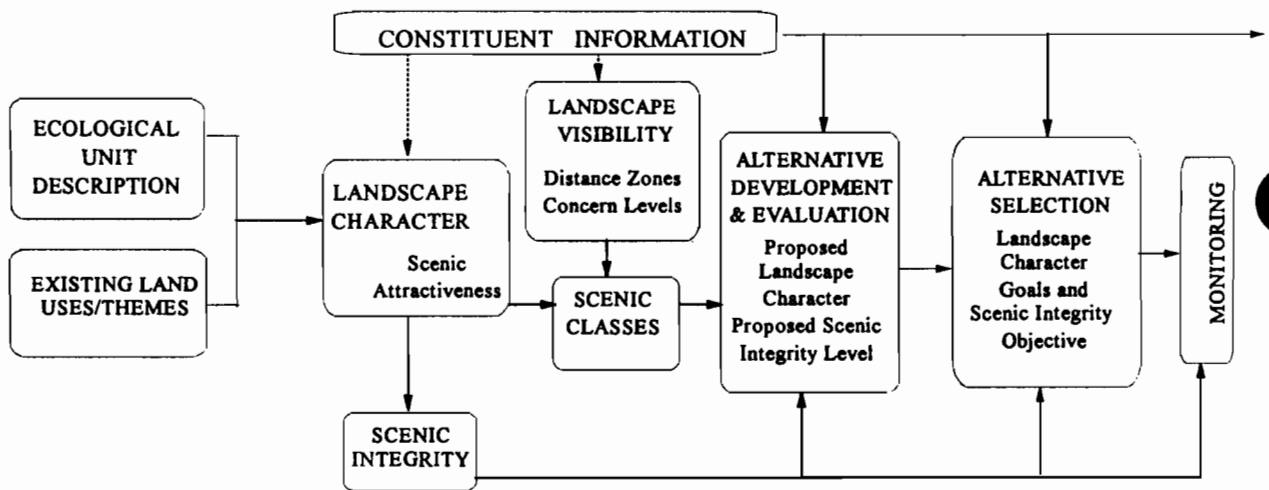 CONSTITUENT INFORMATION
ECOLOGICAL
UNIT
DESCRIPTION
EXISTING LAND
USES/THEMES
LANDSCAPE
CHARACTER
Scenic
Attractiveness
LANDSCAPE
VISIBILITY
Distance Zones
Concern Levels
SCENIC
CLASSES
SCENIC
INTEGRITY
ALTERNATIVE
DEVELOPMENT
& EVALUATION
Proposed
Landscape
Character
Proposed Scenic
Integrity Level
ALTERNATIVE
SELECTION
Landscape
Character
Goals and
Scenic Integrity
Objective
MONITORING